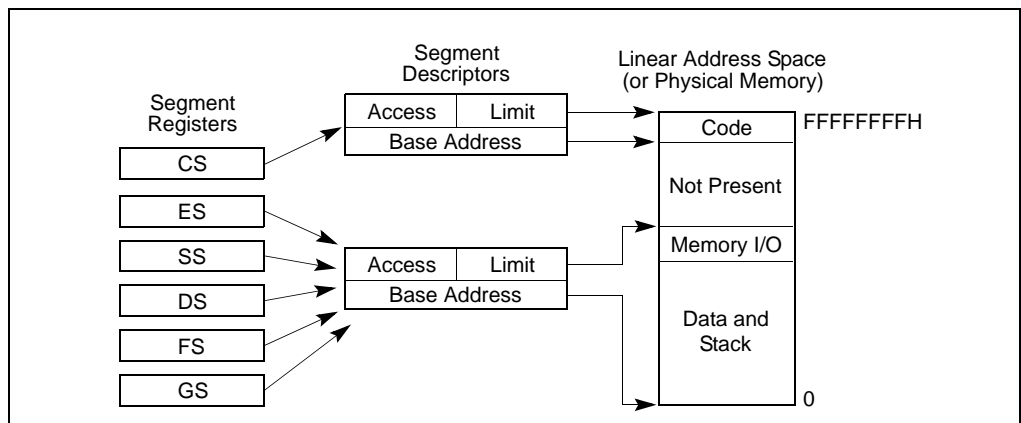 Segment
Registers
CS
ES
SS
DS
FS
GS
Segment
Descriptors
Access
Limit
Base Address
Access
Limit
Base Address
Linear Address Space
(or Physical Memory)
Code
FFFFFFFFH
Not Present
Memory I/O
Data and
Stack
0